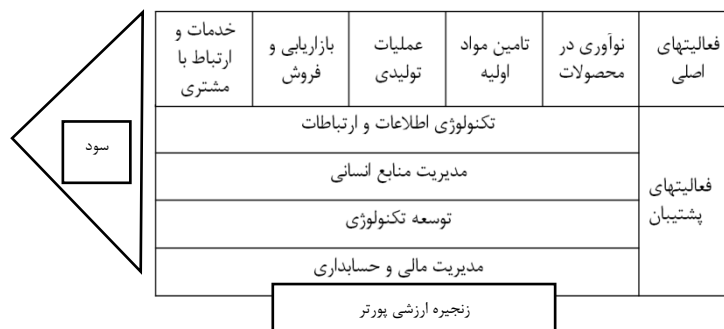 فعالیتهای
اصلی
نوآوری در
محصولات
تامین مواد
اولیه
عملیات
تولیدی
بازاریابی و
فروش
خدمات و
ارتباط با
مشتری
سود
فعالیتهای
پشتیبان
تکنولوژی اطلاعات و ارتباطات
مدیریت منابع انسانی
توسعه تکنولوژی
مدیریت مالی و حسابداری
زنجیره ارزشی پورتر